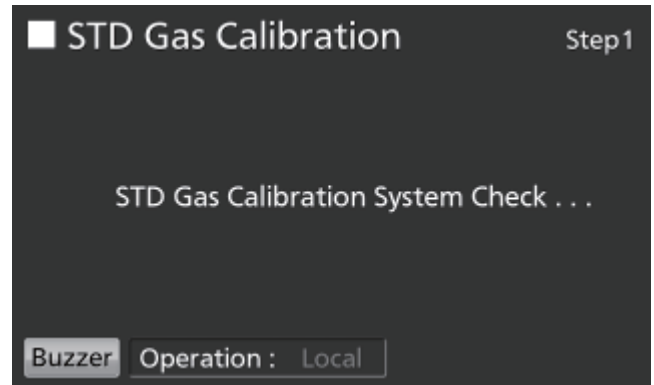 STD Gas Calibration Step1
STD Gas Calibration System Check . . .
Buzzer Operation : Local